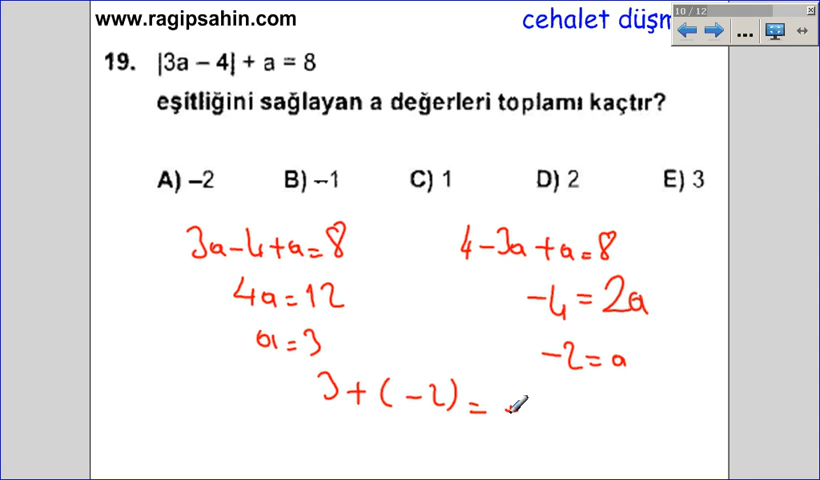 www.ragipsahin.com
cehalet düşm
10 / 12
19. |3a – 4| + a = 8
eşitliğini sağlayan a değerleri toplamı kaçtır?
A) –2 B) –1 C) 1 D) 2 E) 3
3a-4+a=8 4-3a+a=8
4a=12 -4=2a
a=3 -2=a
3+(-2)=